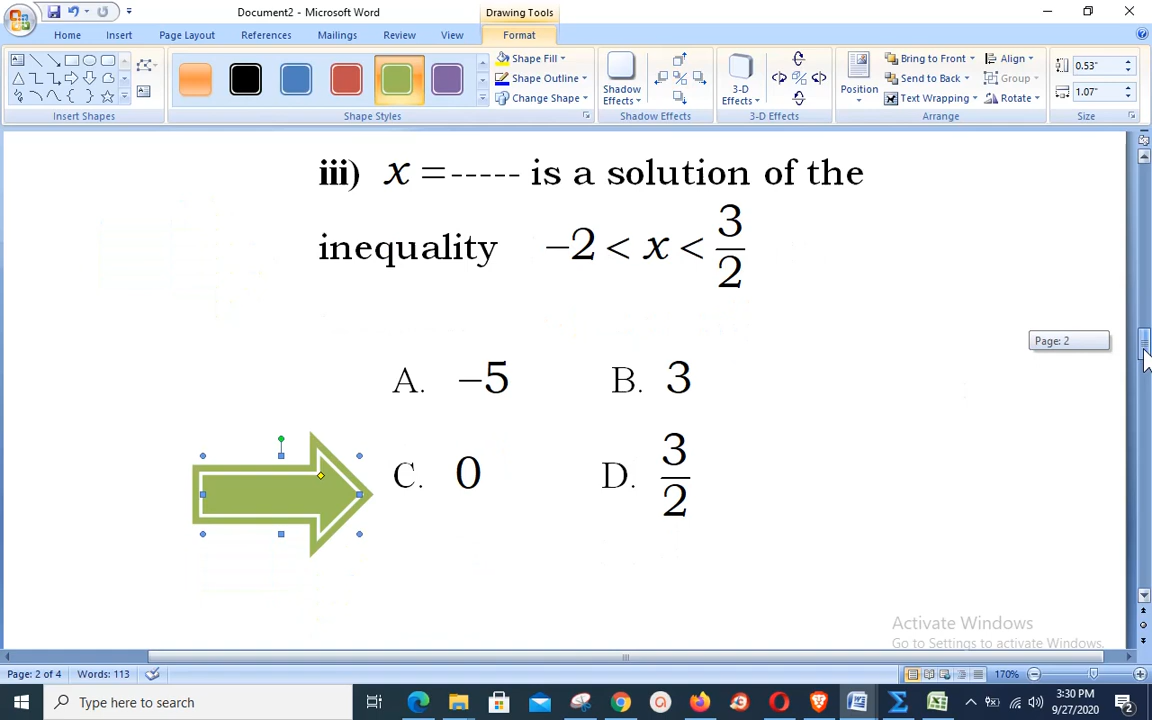 Document2 - Microsoft Word
Drawing Tools
Home Insert Page Layout References Mailings Review View Format
Shape Fill
Shape Outline
Change Shape
Shadow Effects
3-D Effects
Position
Bring to Front
Send to Back
Text Wrapping
Align
Group
Rotate
0.53"
1.07"
Insert Shapes Shape Styles Shadow Effects 3-D Effects Arrange Size
iii) x = ----- is a solution of the
inequality −2 < x < 3/2
Page: 2
A. −5 B. 3
C. 0 D. 3/2
Activate Windows
Go to Settings to activate Windows.
Page: 2 of 4 Words: 113 170%
Type here to search
3:30 PM
9/27/2020
2